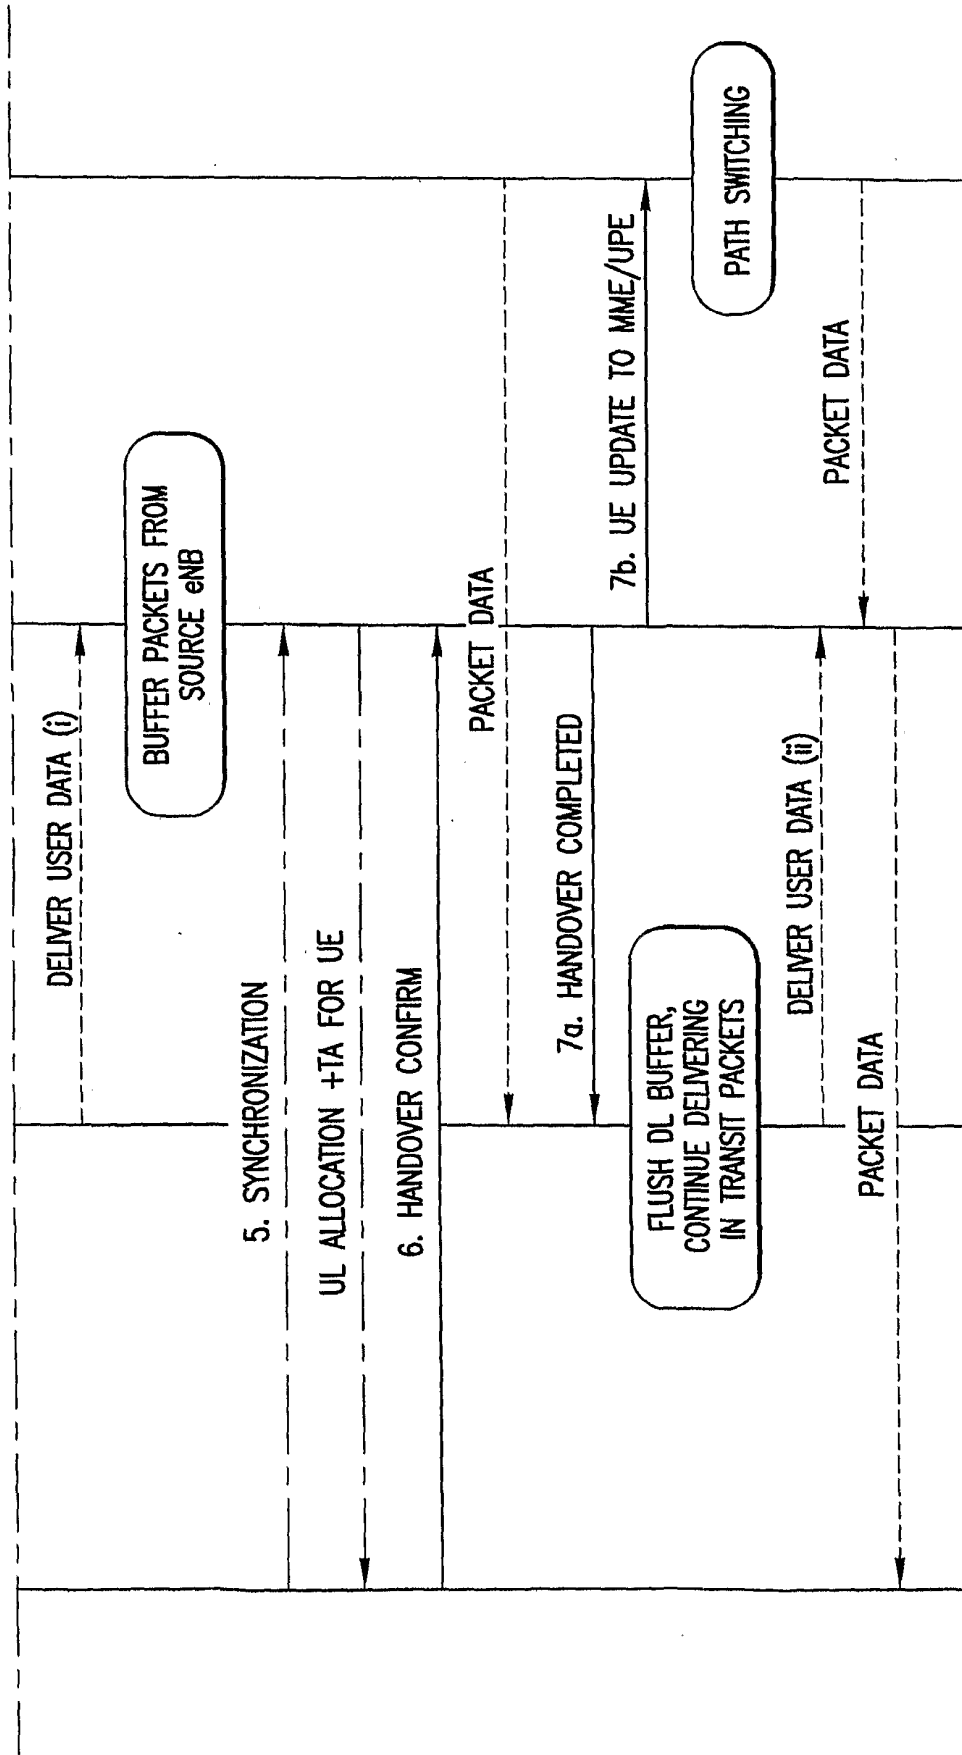 DELIVER USER DATA (i)
BUFFER PACKETS FROM
SOURCE eNB
5. SYNCHRONIZATION
UL ALLOCATION +TA FOR UE
6. HANDOVER CONFIRM
PACKET DATA
7a. HANDOVER COMPLETED
7b. UE UPDATE TO MME/UPE
FLUSH DL BUFFER,
CONTINUE DELIVERING
IN TRANSIT PACKETS
PATH SWITCHING
DELIVER USER DATA (ii)
PACKET DATA
PACKET DATA